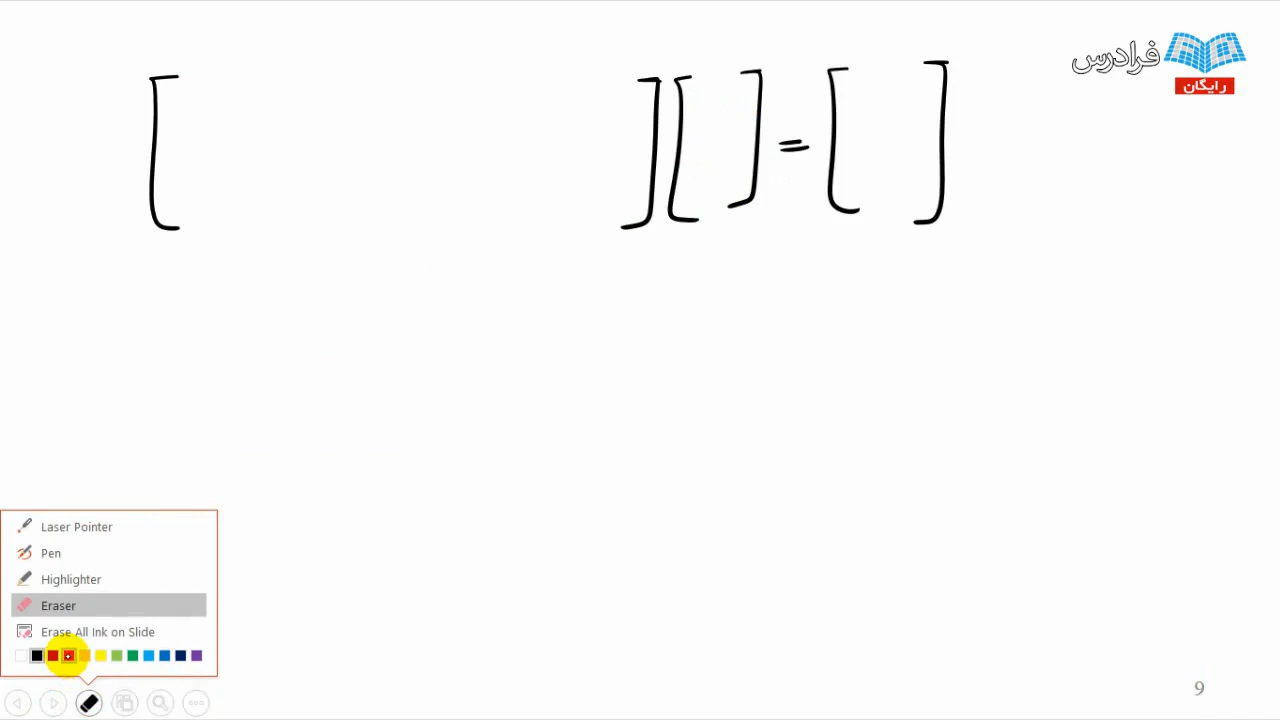 فرادرس
رایگان
[ ] [ ] = [ ]
Laser Pointer
Pen
Highlighter
Eraser
Erase All Ink on Slide
9